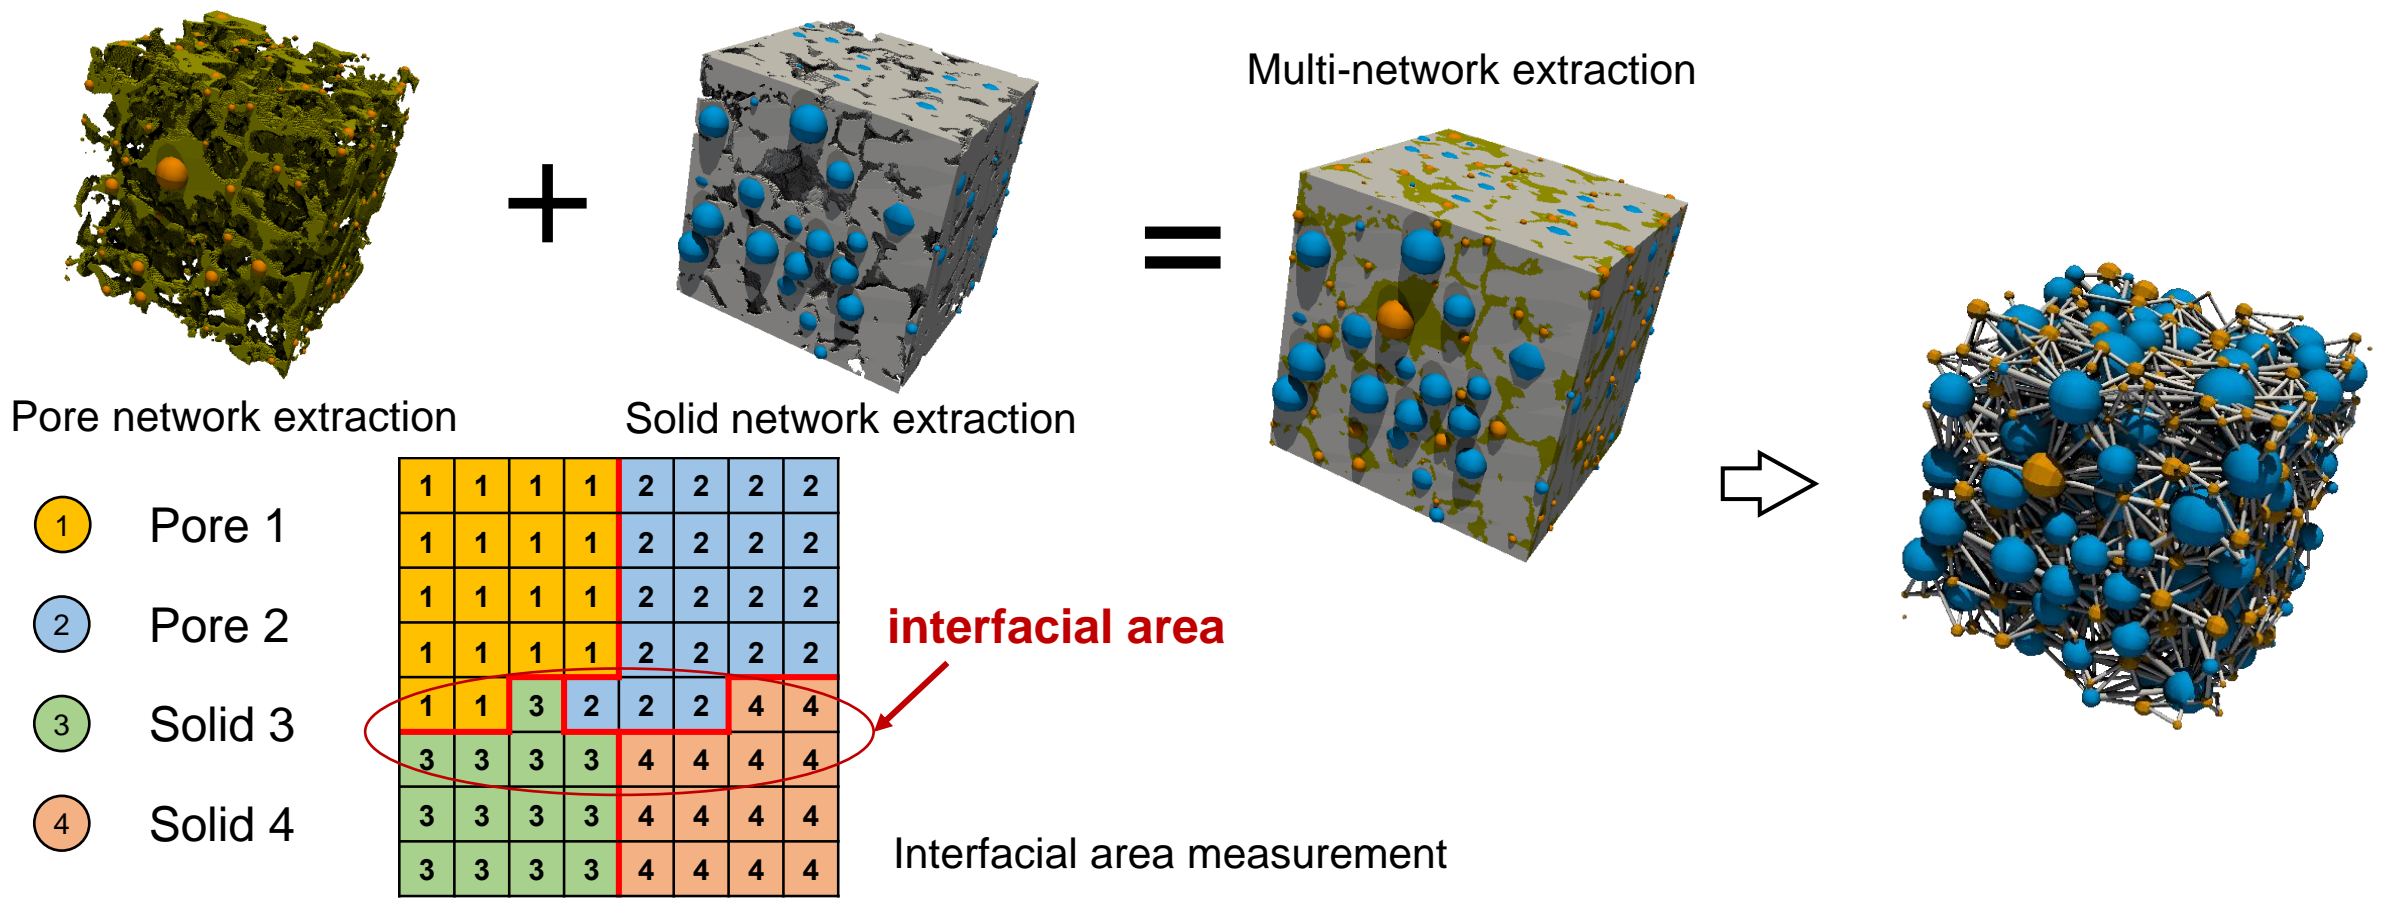 Multi-network extraction
Pore network extraction
Solid network extraction
1 Pore 1
2 Pore 2
3 Solid 3
4 Solid 4
1 1 1 1 2 2 2 2
1 1 1 1 2 2 2 2
1 1 1 1 2 2 2 2
1 1 1 1 2 2 2 2
1 1 3 2 2 2 4 4
3 3 3 3 4 4 4 4
3 3 3 3 4 4 4 4
3 3 3 3 4 4 4 4
interfacial area
Interfacial area measurement